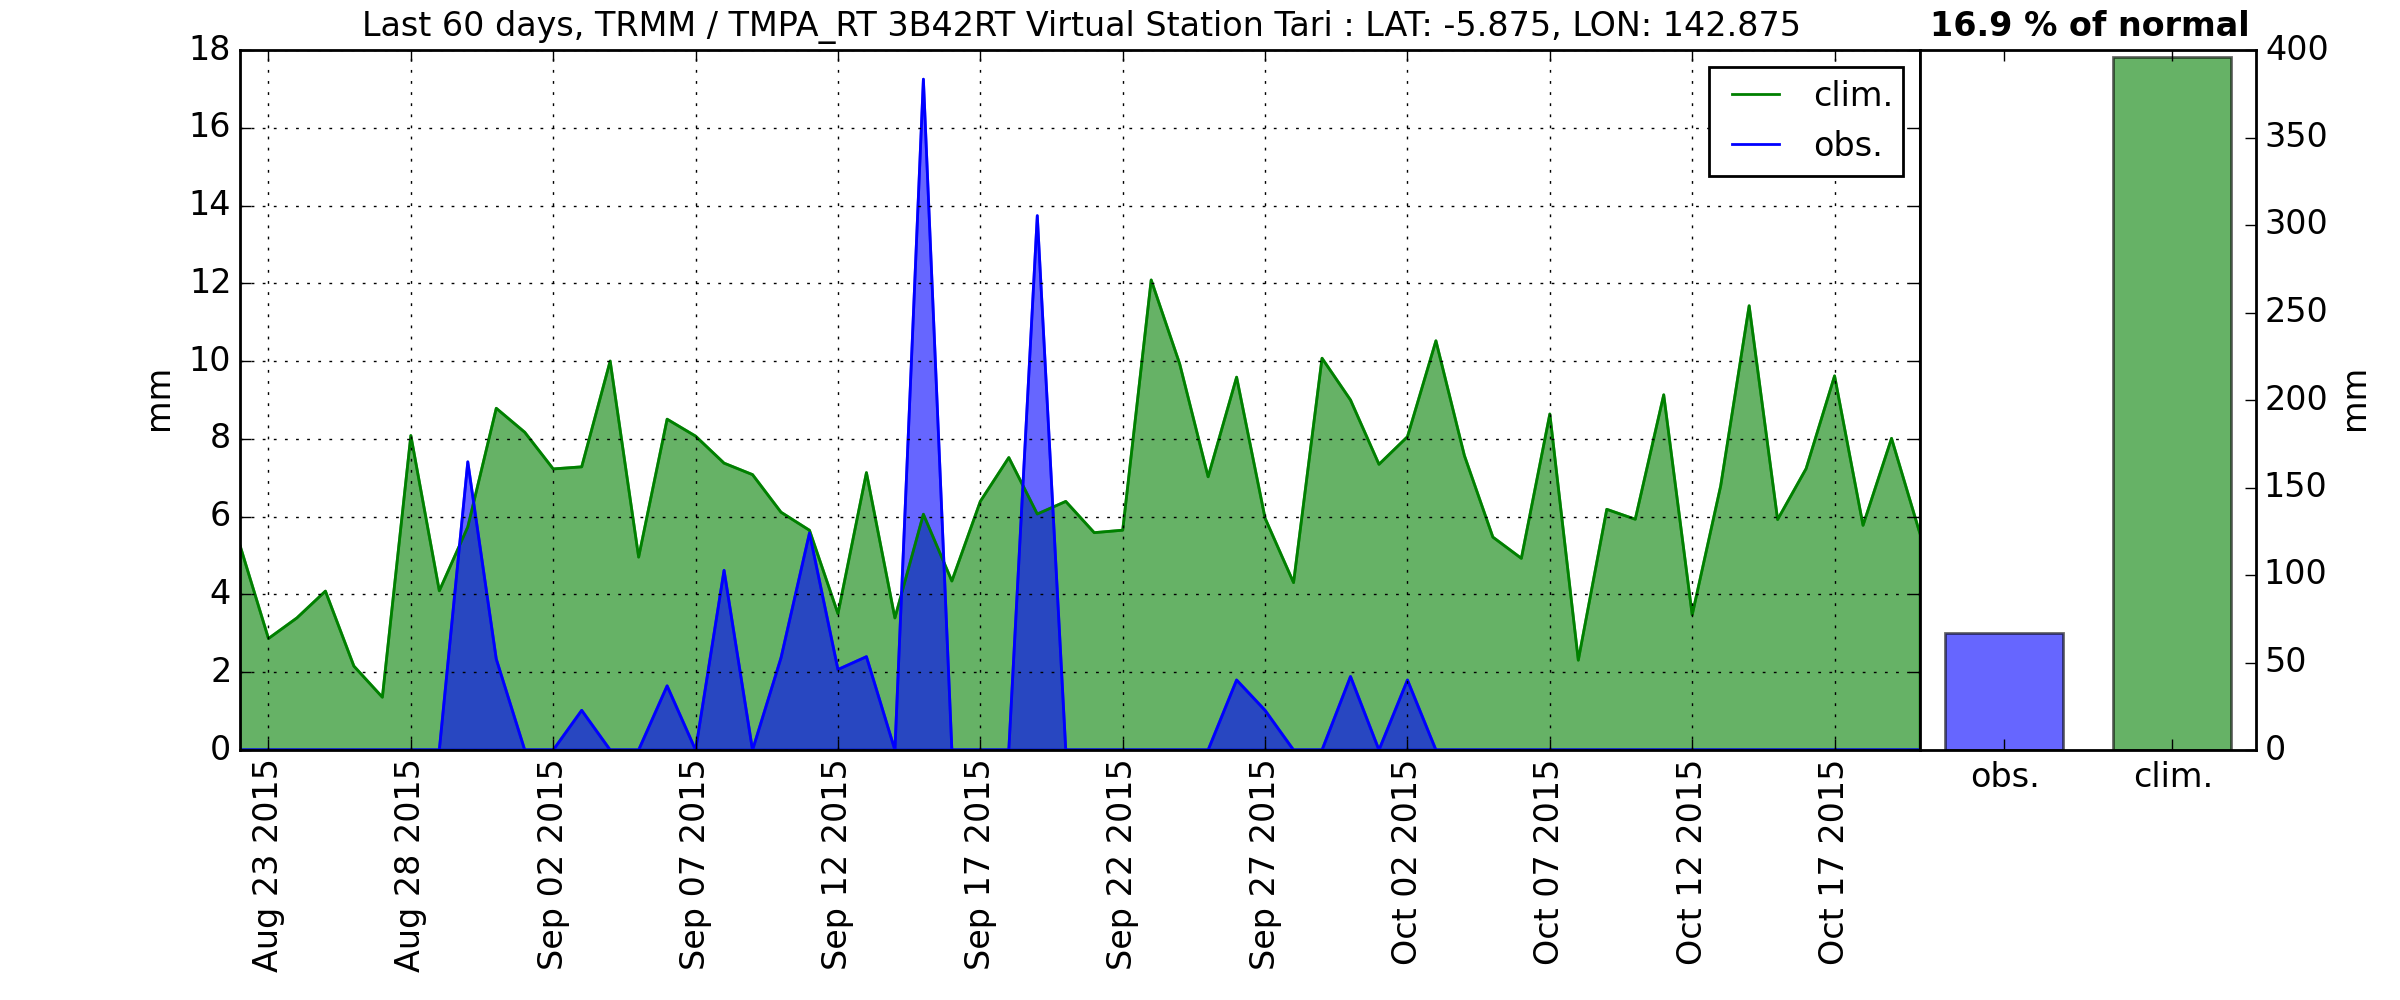 Last 60 days, TRMM / TMPA_RT 3B42RT Virtual Station Tari : LAT: -5.875, LON: 142.875
16.9 % of normal
18
16
14
12
10
8
6
4
2
0
mm
clim.
obs.
Aug 23 2015
Aug 28 2015
Sep 02 2015
Sep 07 2015
Sep 12 2015
Sep 17 2015
Sep 22 2015
Sep 27 2015
Oct 02 2015
Oct 07 2015
Oct 12 2015
Oct 17 2015
obs.
clim.
400
350
300
250
200
150
100
50
0
mm